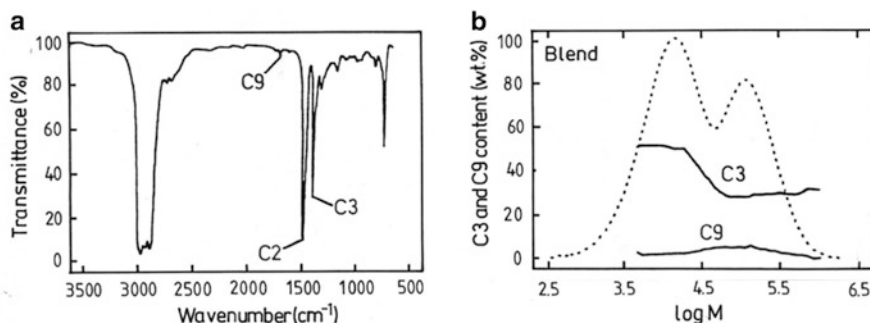 a
100
80
60
40
20
0
Transmittance (%)
C9
C3
C2
3500 3000 2500 2000 1500 1000 500
Wavenumber(cm⁻¹)
b
100
80
60
40
20
0
C3 and C9 content (wt.%)
Blend
C3
C9
2.5 3.5 4.5 5.5 6.5
log M